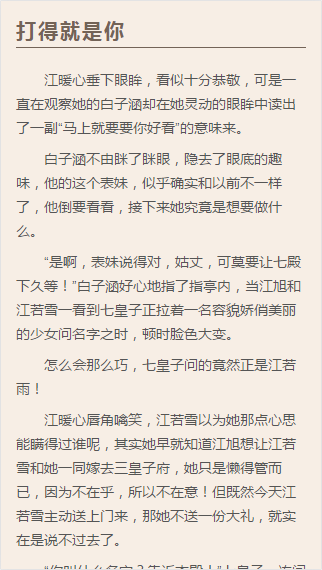 打得就是你
江暖心垂下眼眸，看似十分恭敬，可是一
直在观察她的白子涵却在她灵动的眼眸中读出
了一副“马上就要要你好看”的意味来。
白子涵不由眯了眯眼，隐去了眼底的趣
味，他的这个表妹，似乎确实和以前不一样
了，他倒要看看，接下来她究竟是想要做什
么。
“是啊，表妹说得对，姑丈，可莫要让七殿
下久等！”白子涵好心地指了指亭内，当江旭和
江若雪一看到七皇子正拉着一名容貌娇俏美丽
的少女问名字之时，顿时脸色大变。
怎么会那么巧，七皇子问的竟然正是江若
雨！
江暖心唇角噙笑，江若雪以为她那点心思
能瞒得过谁呢，其实她早就知道江旭想让江若
雪和她一同嫁去三皇子府，她只是懒得管而
已，因为不在乎，所以不在意！但既然今天江
若雪主动送上门来，那她不送一份大礼，就实
在是说不过去了。